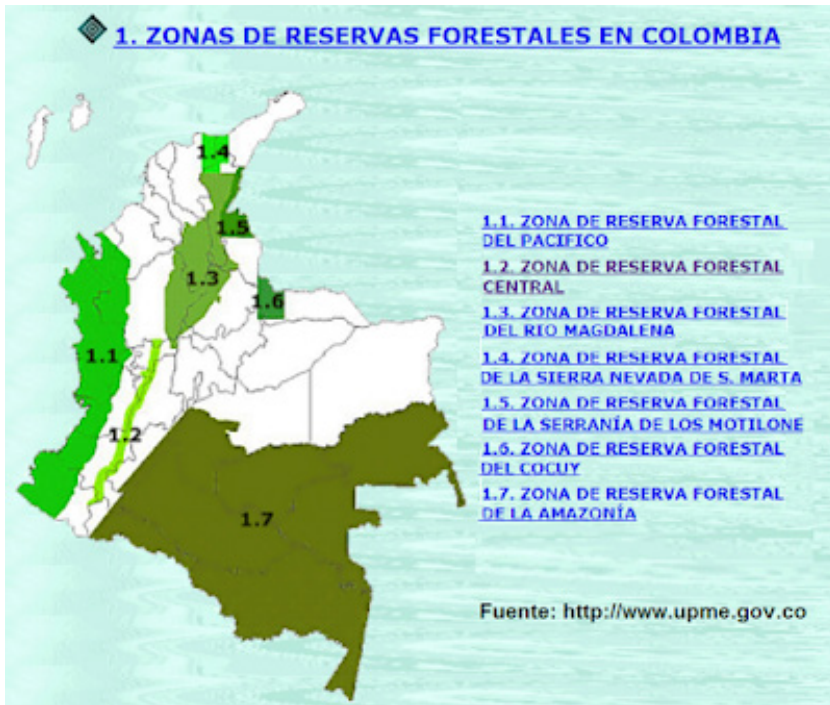 1. ZONAS DE RESERVAS FORESTALES EN COLOMBIA
1.4
1.5
1.3
1.6
1.1
1.2
1.7
1.1. ZONA DE RESERVA FORESTAL
DEL PACIFICO
1.2. ZONA DE RESERVA FORESTAL
CENTRAL
1.3. ZONA DE RESERVA FORESTAL
DEL RIO MAGDALENA
1.4. ZONA DE RESERVA FORESTAL
DE LA SIERRA NEVADA DE S. MARTA
1.5. ZONA DE RESERVA FORESTAL
DE LA SERRANÍA DE LOS MOTILONE
1.6. ZONA DE RESERVA FORESTAL
DEL COCUY
1.7. ZONA DE RESERVA FORESTAL
DE LA AMAZONÍA
Fuente: http://www.upme.gov.co